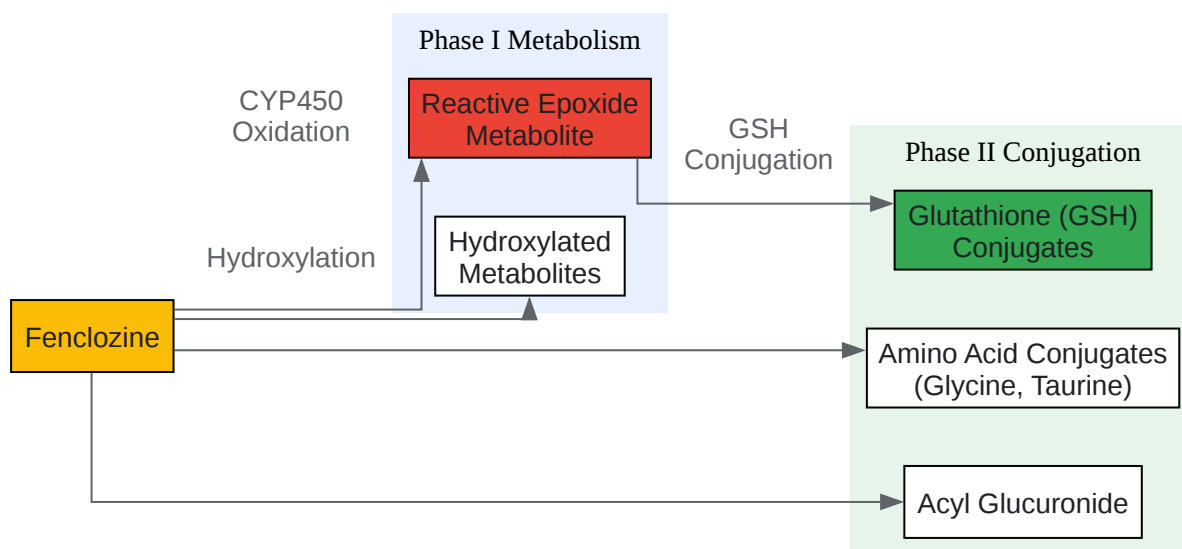 Phase I Metabolism
CYP450
Oxidation
Reactive Epoxide
Metabolite
GSH
Conjugation
Phase II Conjugation
Glutathione (GSH)
Conjugates
Hydroxylation
Hydroxylated
Metabolites
Fenclozine
Amino Acid Conjugates
(Glycine, Taurine)
Acyl Glucuronide